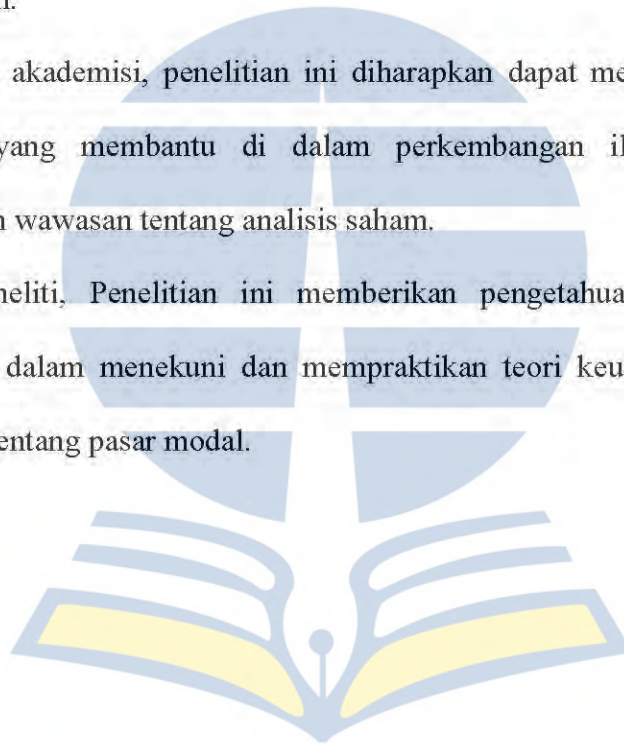 akademisi, penelitian ini diharapkan dapat me
yang membantu di dalam perkembangan il
wawasan tentang analisis saham.
neliti, Penelitian ini memberikan pengetahua
dalam menekuni dan mempraktikan teori keu
entang pasar modal.